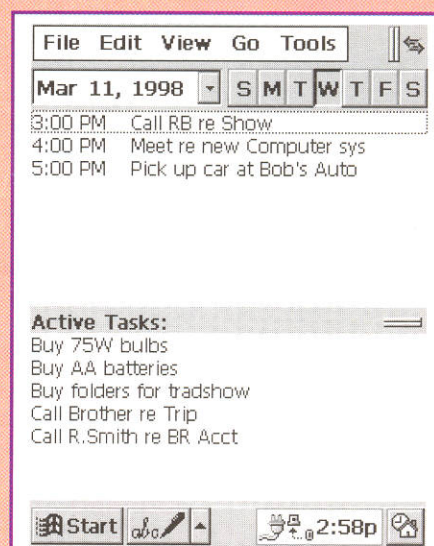 File Edit View Go Tools
Mar 11, 1998 S M T W T F S
3:00 PM Call RB re Show
4:00 PM Meet re new Computer sys
5:00 PM Pick up car at Bob's Auto
Active Tasks:
Buy 75W bulbs
Buy AA batteries
Buy folders for tradshow
Call Brother re Trip
Call R.Smith re BR Acct
Start abc 2:58p